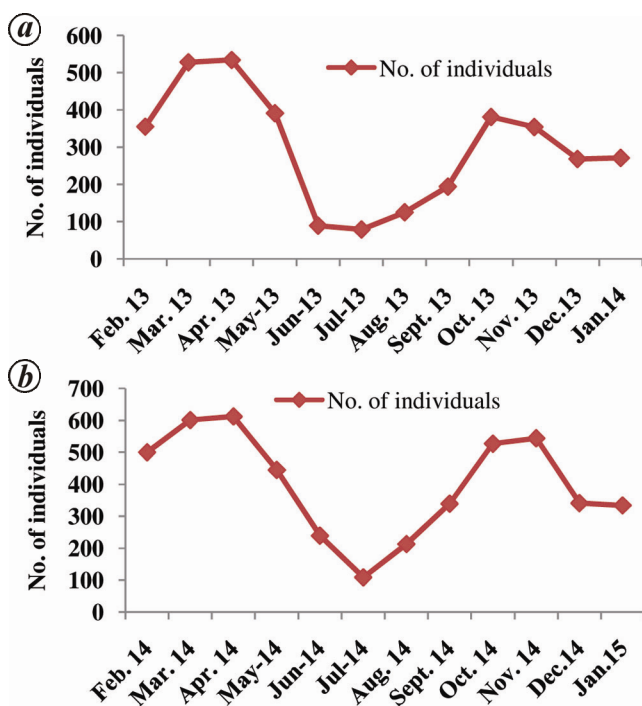 a
600
500
400
300
200
100
0
No. of individuals
No. of individuals
Feb. 13
Mar. 13
Apr. 13
May-13
Jun-13
Jul-13
Aug. 13
Sept. 13
Oct. 13
Nov. 13
Dec.13
Jan.14
b
700
600
500
400
300
200
100
0
No. of individuals
No. of individuals
Feb. 14
Mar. 14
Apr. 14
May-14
Jun-14
Jul-14
Aug. 14
Sept. 14
Oct. 14
Nov. 14
Dec.14
Jan.15